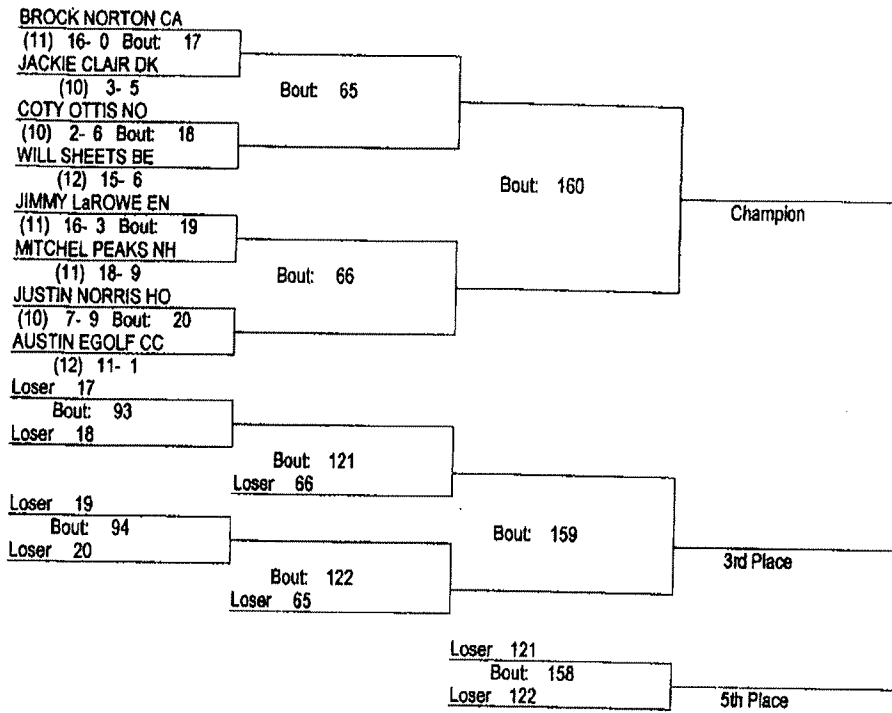 BROCK NORTON CA
(11) 16- 0 Bout: 17
JACKIE CLAIR DK
(10) 3- 5
Bout: 65
COTY OTTIS NO
(10) 2- 6 Bout: 18
WILL SHEETS BE
(12) 15- 6
Bout: 160
JIMMY LaROWE EN
(11) 16- 3 Bout: 19
Champion
MITCHEL PEAKS NH
(11) 18- 9
Bout: 66
JUSTIN NORRIS HO
(10) 7- 9 Bout: 20
AUSTIN EGOLF CC
(12) 11- 1
Loser 17
Bout: 93
Loser 18
Bout: 121
Loser 66
Loser 19
Bout: 94
Loser 20
Bout: 159
3rd Place
Bout: 122
Loser 65
Loser 121
Bout: 158
Loser 122
5th Place